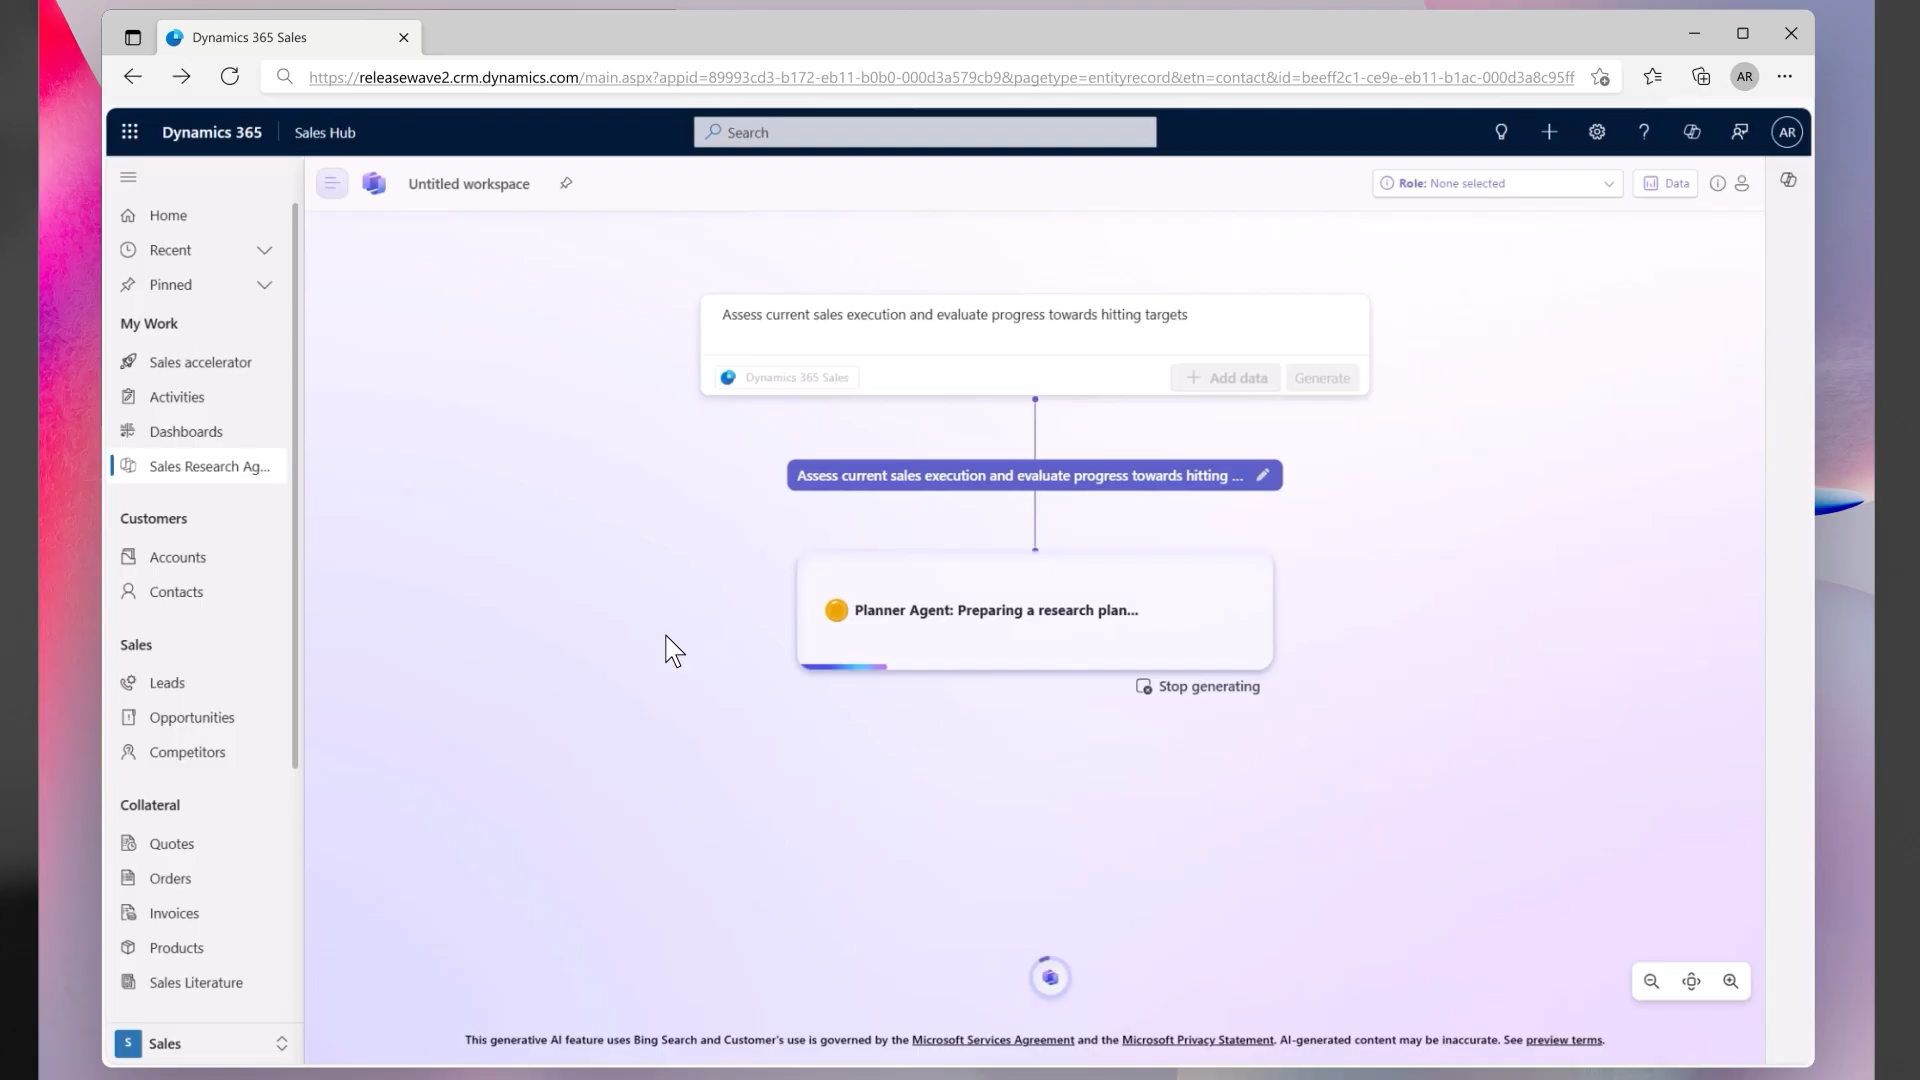 Dynamics 365 Sales
https://releasewave2.crm.dynamics.com/main.aspx?appid=89993cd3-b172-eb11-b0b0-000d3a579cb9&pagetype=entityrecord&etn=contact&id=beeff2c1-ce9e-eb11-b1ac-000d3a8c95ff
AR
Dynamics 365
Sales Hub
Search
AR
Untitled workspace
Role: None selected
Data
Home
Recent
Pinned
My Work
Sales accelerator
Activities
Dashboards
Sales Research Ag...
Customers
Accounts
Contacts
Sales
Leads
Opportunities
Competitors
Collateral
Quotes
Orders
Invoices
Products
Sales Literature
S
Sales
Assess current sales execution and evaluate progress towards hitting targets
Dynamics 365 Sales
Add data
Generate
Assess current sales execution and evaluate progress towards hitting ...
Planner Agent: Preparing a research plan...
Stop generating
This generative AI feature uses Bing Search and Customer's use is governed by the Microsoft Services Agreement and the Microsoft Privacy Statement. AI-generated content may be inaccurate. See preview terms.